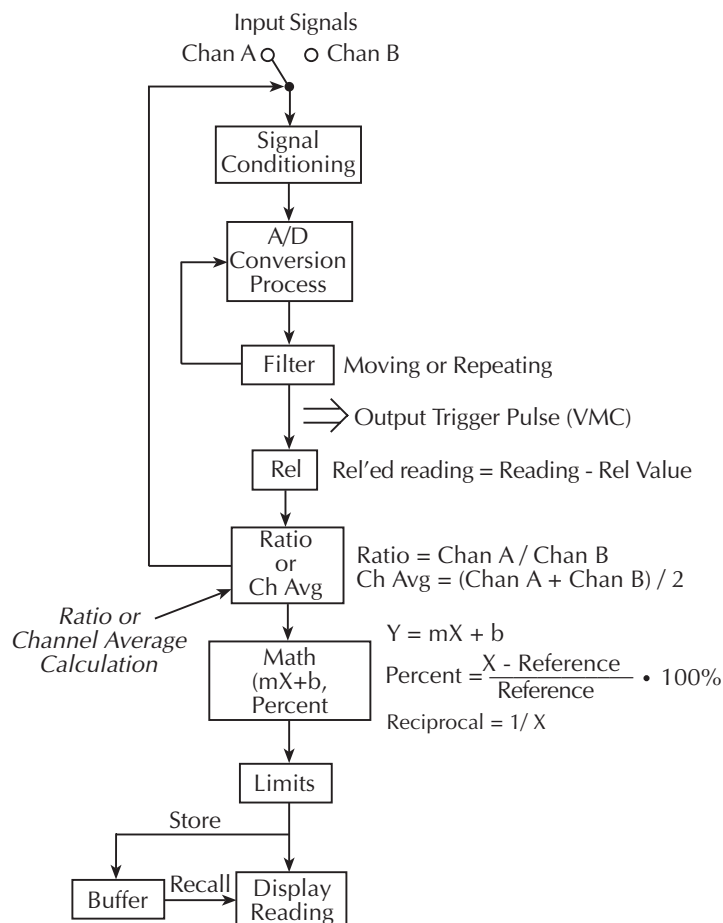 Input Signals
Chan A
Chan B
Signal
Conditioning
A/D
Conversion
Process
Filter
Moving or Repeating
Output Trigger Pulse (VMC)
Rel
Rel'ed reading = Reading - Rel Value
Ratio
or
Ch Avg
Ratio = Chan A / Chan B
Ch Avg = (Chan A + Chan B) / 2
Ratio or
Channel Average
Calculation
Math
(mX+b,
Percent
Y = mX + b
Percent = X - Reference / Reference • 100%
Reciprocal = 1/ X
Limits
Store
Buffer
Recall
Display
Reading